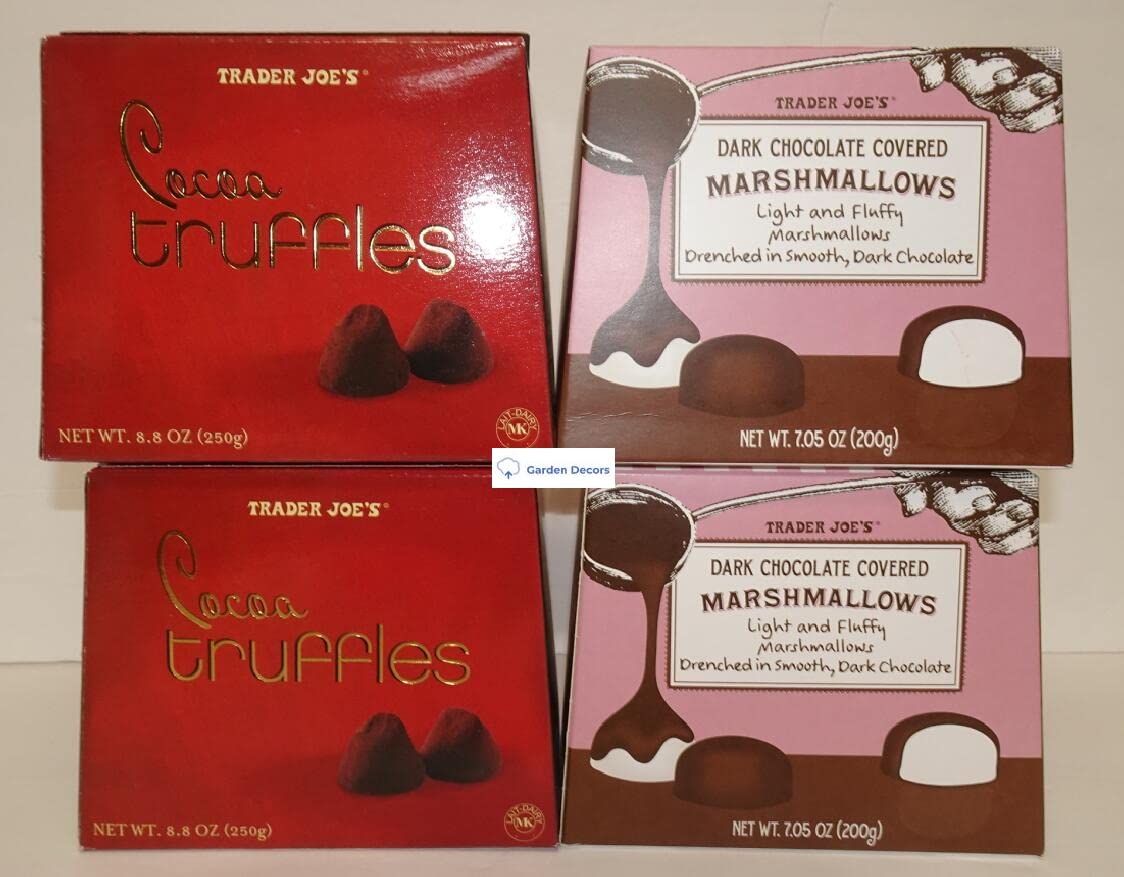 TRADER JOE'S®
Cocoa
truffles
NET WT. 8.8 OZ (250g)
LAIT-DAIRY
MK
TRADER JOE'S®
DARK CHOCOLATE COVERED
MARSHMALLOWS
Light and Fluffy
Marshmallows
Drenched in Smooth, Dark Chocolate
NET WT. 7.05 OZ (200g)
Garden Decors
TRADER JOE'S®
Cocoa
truffles
NET WT. 8.8 OZ (250g)
LAIT-DAIRY
MK
TRADER JOE'S®
DARK CHOCOLATE COVERED
MARSHMALLOWS
Light and Fluffy
Marshmallows
Drenched in Smooth, Dark Chocolate
NET WT. 7.05 OZ (200g)